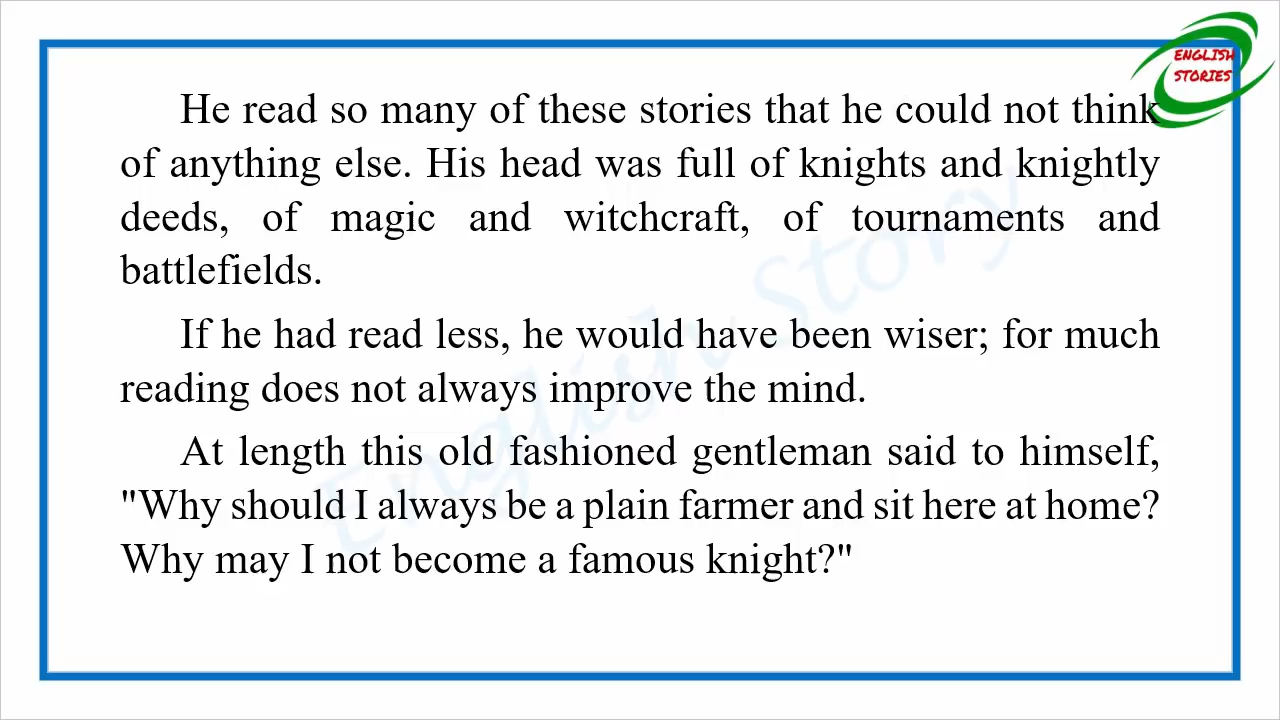 ENGLISH
STORIES
He read so many of these stories that he could not think
of anything else. His head was full of knights and knightly
deeds, of magic and witchcraft, of tournaments and
battlefields.
If he had read less, he would have been wiser; for much
reading does not always improve the mind.
At length this old fashioned gentleman said to himself,
"Why should I always be a plain farmer and sit here at home?
Why may I not become a famous knight?"
English Story